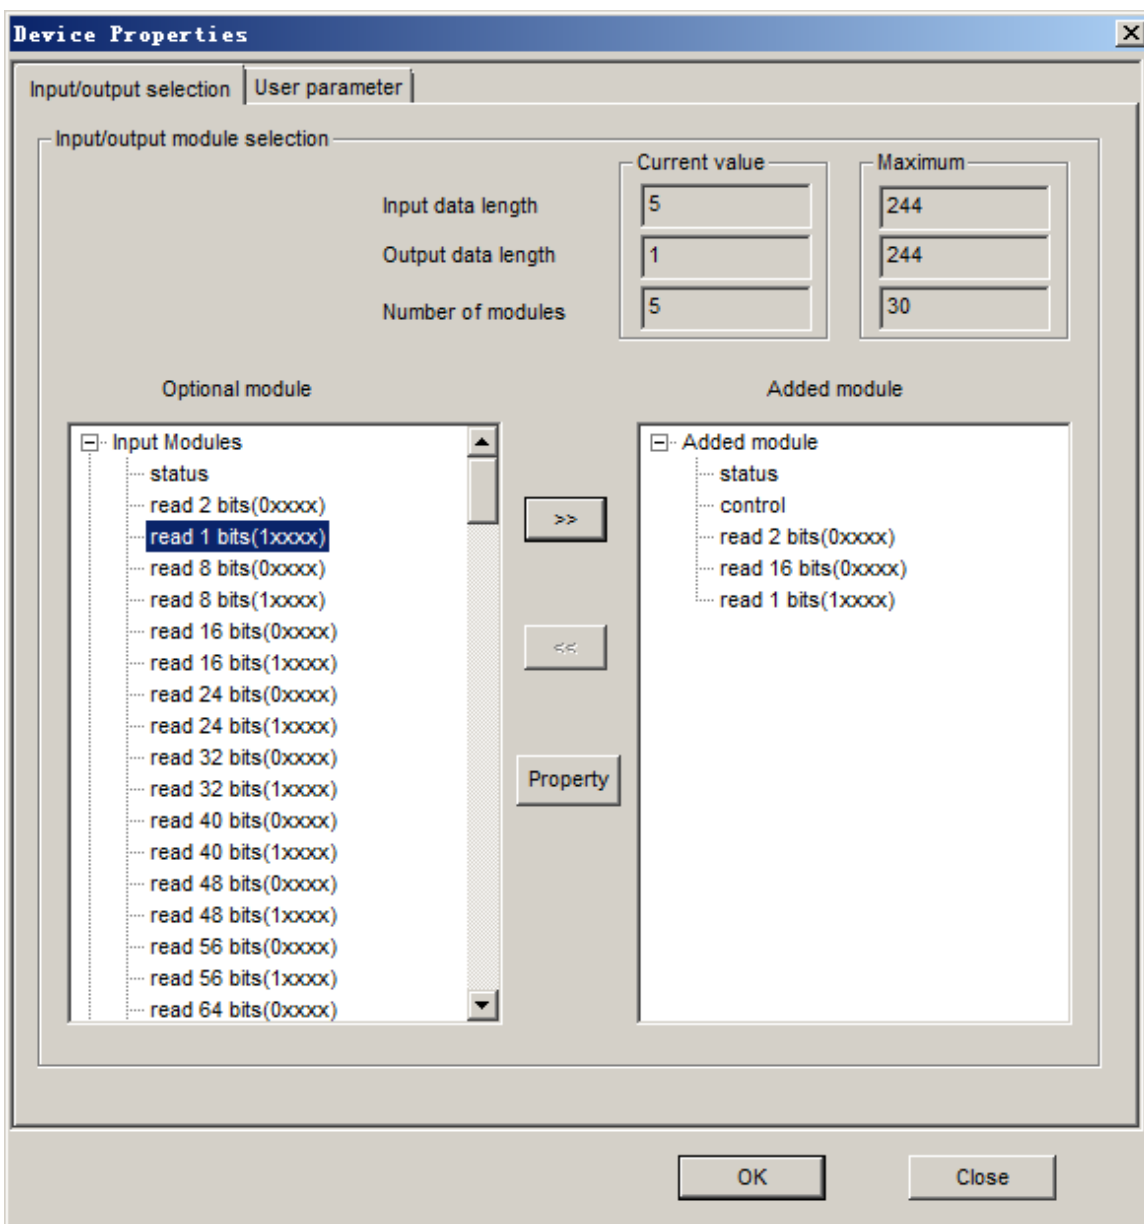 Device Properties
Input/output selection User parameter
Input/output module selection
Current value Maximum
Input data length 5 244
Output data length 1 244
Number of modules 5 30
Optional module Added module
Input Modules
status
read 2 bits(0xxxx)
read 1 bits(1xxxx)
read 8 bits(0xxxx)
read 8 bits(1xxxx)
read 16 bits(0xxxx)
read 16 bits(1xxxx)
read 24 bits(0xxxx)
read 24 bits(1xxxx)
read 32 bits(0xxxx)
read 32 bits(1xxxx)
read 40 bits(0xxxx)
read 40 bits(1xxxx)
read 48 bits(0xxxx)
read 48 bits(1xxxx)
read 56 bits(0xxxx)
read 56 bits(1xxxx)
read 64 bits(0xxxx)
>>
<<
Property
Added module
status
control
read 2 bits(0xxxx)
read 16 bits(0xxxx)
read 1 bits(1xxxx)
OK Close